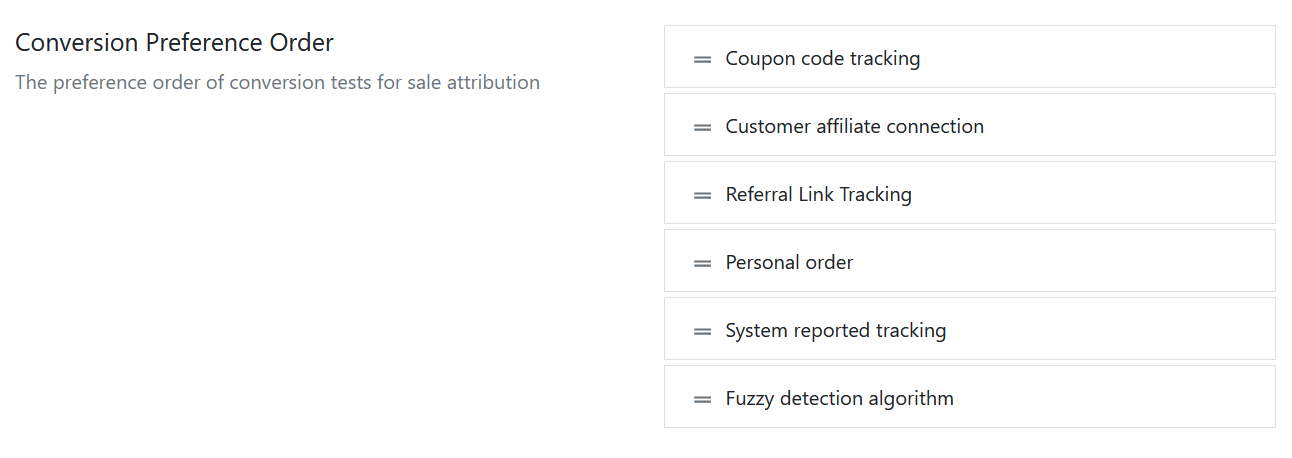 Conversion Preference Order
The preference order of conversion tests for sale attribution
Coupon code tracking
Customer affiliate connection
Referral Link Tracking
Personal order
System reported tracking
Fuzzy detection algorithm